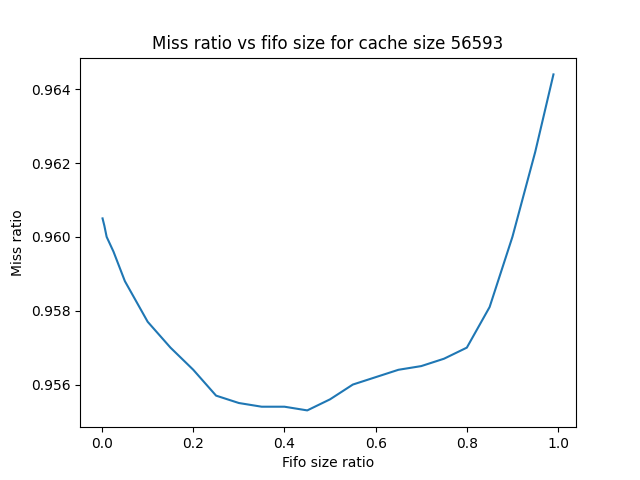 Miss ratio vs fifo size for cache size 56593
0.964
0.962
0.960
0.958
0.956
Miss ratio
0.0 0.2 0.4 0.6 0.8 1.0
Fifo size ratio